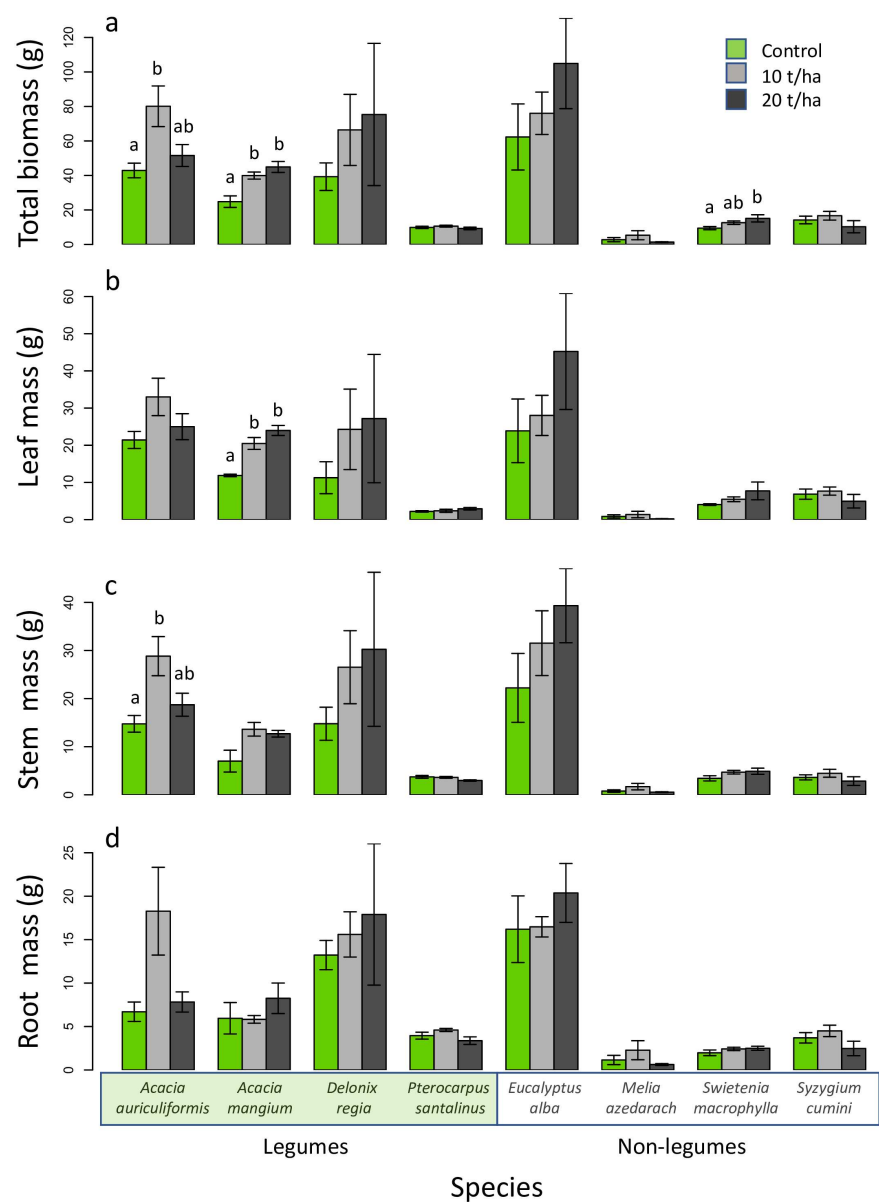 a
Total biomass (g)
120
100
80
60
40
20
0
a
b
ab
a
b
b
a
ab
b
Control
10 t/ha
20 t/ha
b
Leaf mass (g)
60
50
40
30
20
10
0
a
b
b
c
Stem mass (g)
40
30
20
10
0
a
b
ab
d
Root mass (g)
25
20
15
10
5
0
Acacia auriculiformis
Acacia mangium
Delonix regia
Pterocarpus santalinus
Eucalyptus alba
Melia azedarach
Swietenia macrophylla
Syzygium cumini
Legumes
Non-legumes
Species